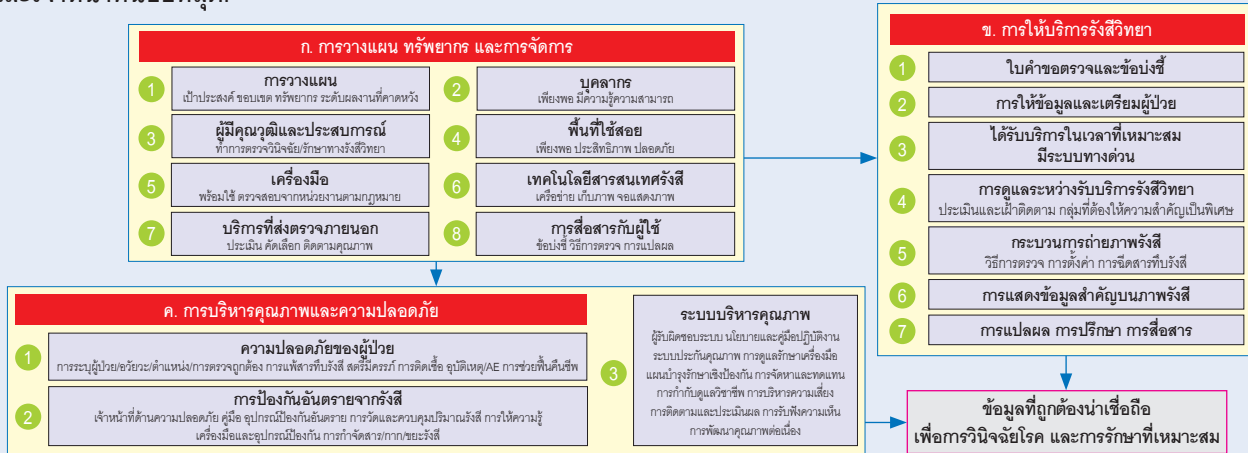 ก. การวางแผน ทรัพยากร และการจัดการ
1
การวางแผน
เป้าประสงค์ ขอบเขต ทรัพยากร ระดับผลงานที่คาดหวัง
2
บุคลากร
เพียงพอ มีความรู้ความสามารถ
3
ผู้มีคุณวุฒิและประสบการณ์
ทำการตรวจวินิจฉัย/รักษาทางรังสีวิทยา
4
พื้นที่ใช้สอย
เพียงพอ ประสิทธิภาพ ปลอดภัย
5
เครื่องมือ
พร้อมใช้ ตรวจสอบจากหน่วยงานตามกฎหมาย
6
เทคโนโลยีสารสนเทศรังสี
เครือข่าย เก็บภาพ จอแสดงภาพ
7
บริการที่ส่งตรวจภายนอก
ประเมิน คัดเลือก ติดตามคุณภาพ
8
การสื่อสารกับผู้ใช้
ข้อบ่งชี้ วิธีการตรวจ การแปลผล
ข. การให้บริการรังสีวิทยา
1
ใบคำขอตรวจและข้อบ่งชี้
2
การให้ข้อมูลและเตรียมผู้ป่วย
3
ได้รับบริการในเวลาที่เหมาะสม
มีระบบทางด่วน
4
การดูแลระหว่างรับบริการรังสีวิทยา
ประเมินและเฝ้าติดตาม กลุ่มที่ต้องให้ความสำคัญเป็นพิเศษ
5
กระบวนการถ่ายภาพรังสี
วิธีการตรวจ การตั้งค่า การฉีดสารทึบรังสี
6
การแสดงข้อมูลสำคัญบนภาพรังสี
7
การแปลผล การปรึกษา การสื่อสาร
ค. การบริหารคุณภาพและความปลอดภัย
1
ความปลอดภัยของผู้ป่วย
การระบุผู้ป่วย/อวัยวะ/ตำแหน่ง/การตรวจถูกต้อง การแพ้สารทึบรังสี สตรีมีครรภ์ การติดเชื้อ อุบัติเหตุ/AE การช่วยฟื้นคืนชีพ
2
การป้องกันอันตรายจากรังสี
เจ้าหน้าที่ด้านความปลอดภัย คู่มือ อุปกรณ์ป้องกันอันตราย การวัดและควบคุมปริมาณรังสี การให้ความรู้
เครื่องมือและอุปกรณ์ป้องกัน การกำจัดสาร/กาก/ขยะรังสี
3
ระบบบริหารคุณภาพ
ผู้รับผิดชอบระบบ นโยบายและคู่มือปฏิบัติงาน
ระบบประกันคุณภาพ การดูแลรักษาเครื่องมือ
แผนบำรุงรักษาเชิงป้องกัน การจัดหาและทดแทน
การกำกับดูแลวิชาชีพ การบริหารความเสี่ยง
การติดตามและประเมินผล การรับฟังความเห็น
การพัฒนาคุณภาพต่อเนื่อง
ข้อมูลที่ถูกต้องน่าเชื่อถือ
เพื่อการวินิจฉัยโรค และการรักษาที่เหมาะสม